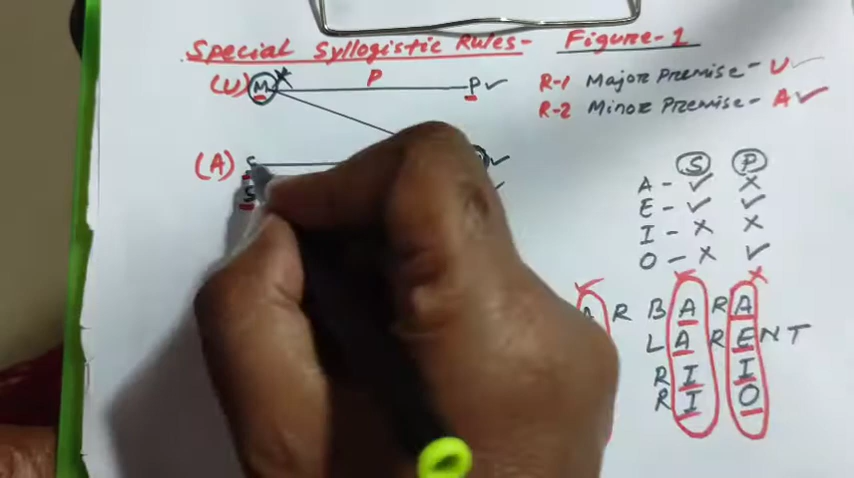 Special Syllogistic Rules- Figure-1
(U) M P P ✓
R-1 Major Premise- U ✓
R-2 Minor Premise- A ✓
(A) S ✓
S
S P
A - ✓ ×
E - ✓ ✓
I - × ×
O - × ✓
A R B A R A
L A R E N T
R I I
R I O